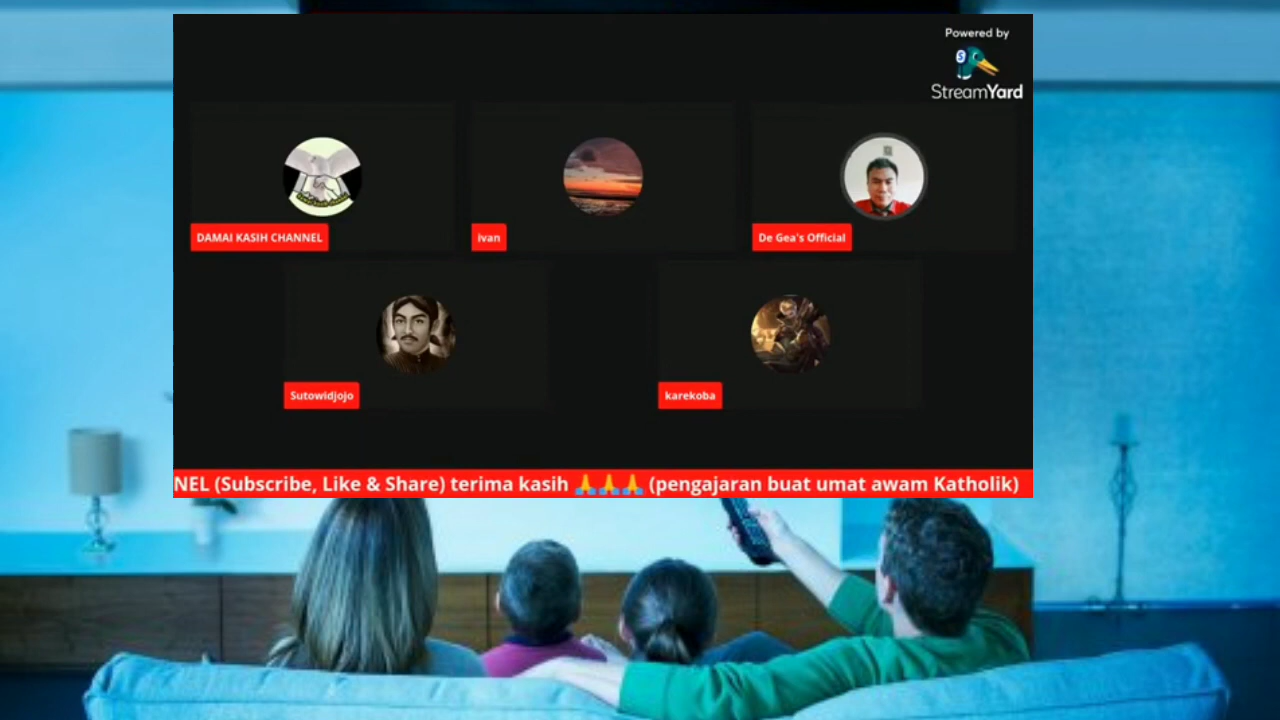 Powered by
StreamYard
DAMAI KASIH CHANNEL
ivan
De Gea's Official
Sutowidjojo
karekoba
NEL (Subscribe, Like & Share) terima kasih 🙏🙏🙏 (pengajaran buat umat awam Katholik)